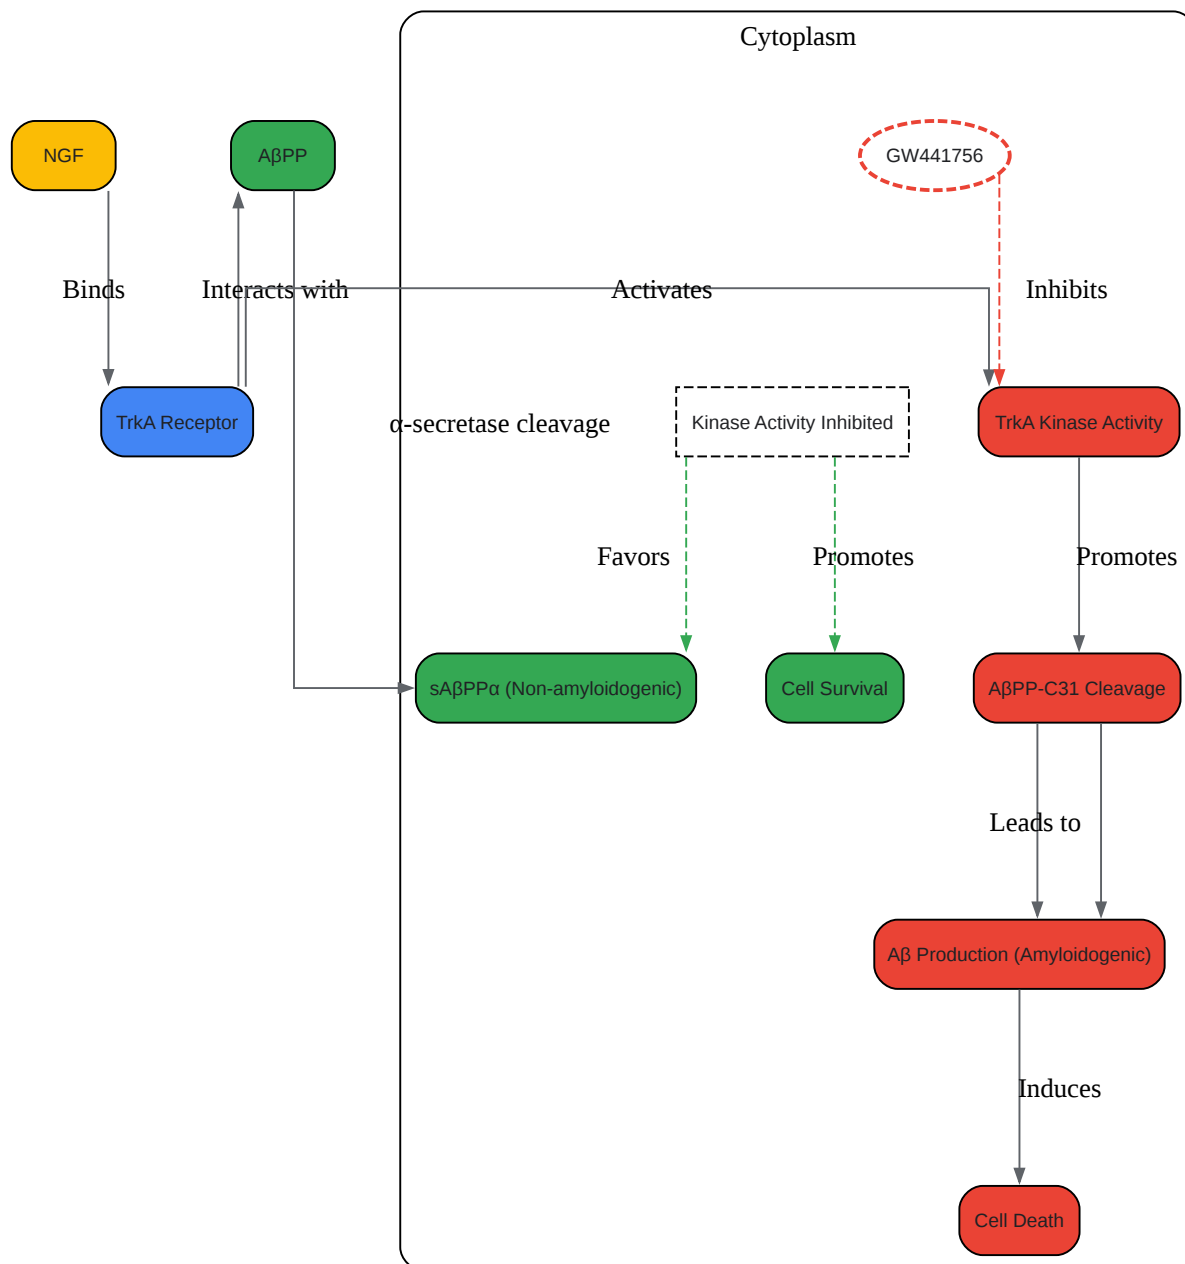 Cytoplasm
NGF
AβPP
GW441756
Binds
Interacts with
Activates
Inhibits
TrkA Receptor
α-secretase cleavage
Kinase Activity Inhibited
TrkA Kinase Activity
Favors
Promotes
Promotes
sAβPPα (Non-amyloidogenic)
Cell Survival
AβPP-C31 Cleavage
Leads to
Aβ Production (Amyloidogenic)
Induces
Cell Death